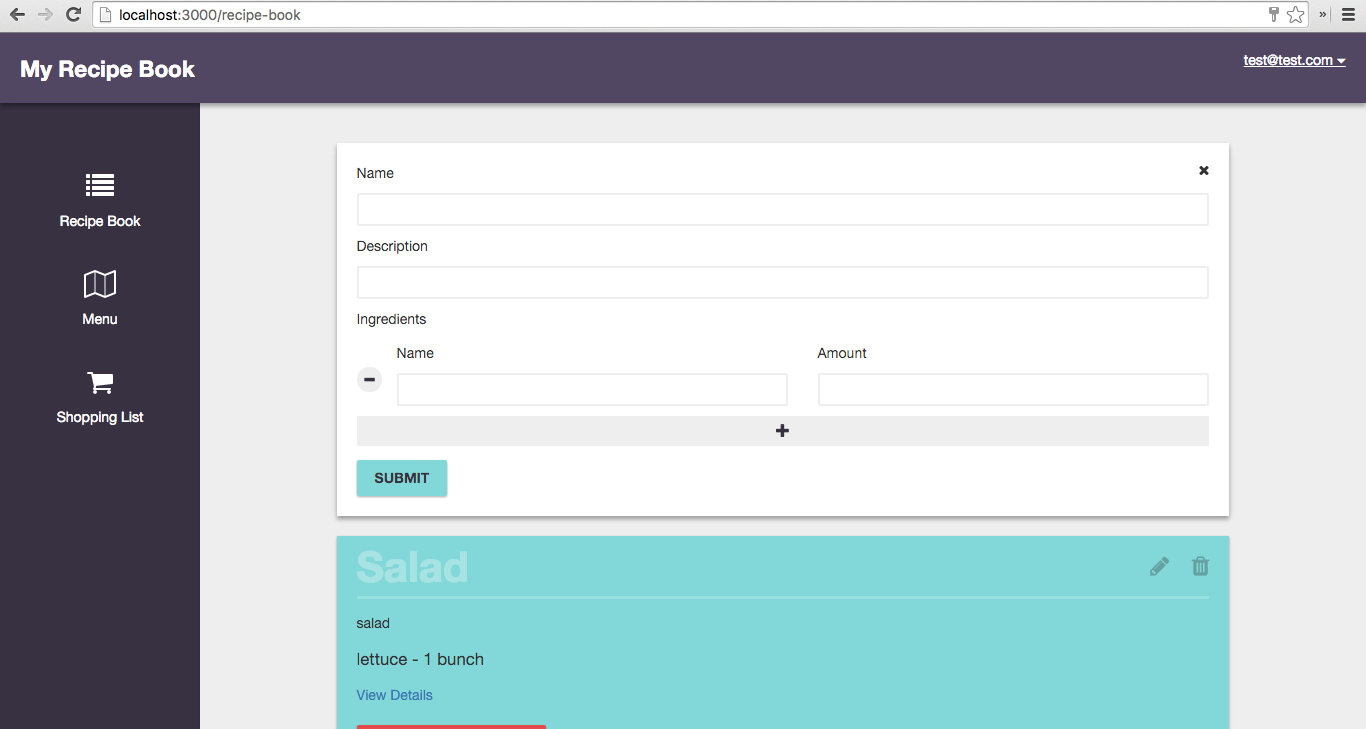 localhost:3000/recipe-book
My Recipe Book
test@test.com
Recipe Book
Menu
Shopping List
Name
Description
Ingredients
Name Amount
SUBMIT
Salad
salad
lettuce - 1 bunch
View Details